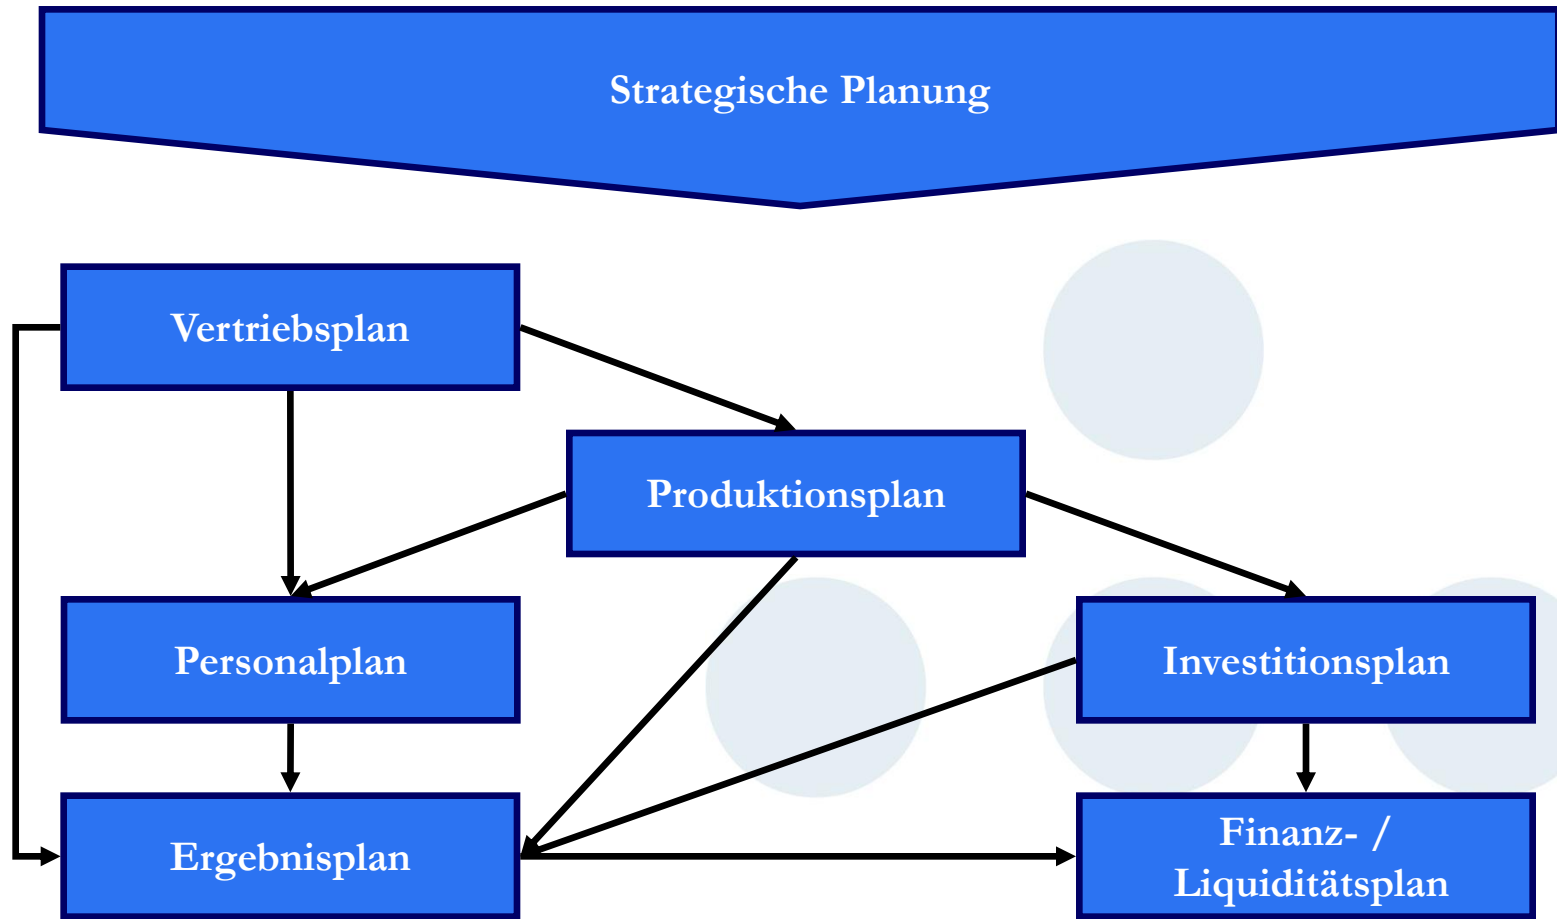 Strategische Planung
Vertriebsplan
Produktionsplan
Personalplan
Investitionsplan
Ergebnisplan
Finanz- /
Liquiditätsplan